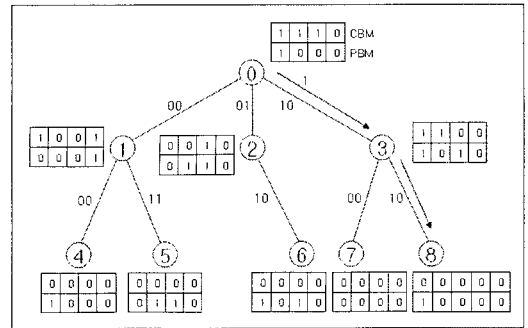 1 1 1 0 CBM
1 0 0 0 PBM
0
1
00 01 10
1 0 0 1
0 0 0 1
1
0 0 1 0
0 1 1 0
2
3
1 1 0 0
1 0 1 0
00 11 10 00 10
4 5 6 7 8
0 0 0 0
1 0 0 0
0 0 0 0
0 1 1 0
0 0 0 0
1 0 1 0
0 0 0 0
0 0 0 0
0 0 0 0
1 0 0 0